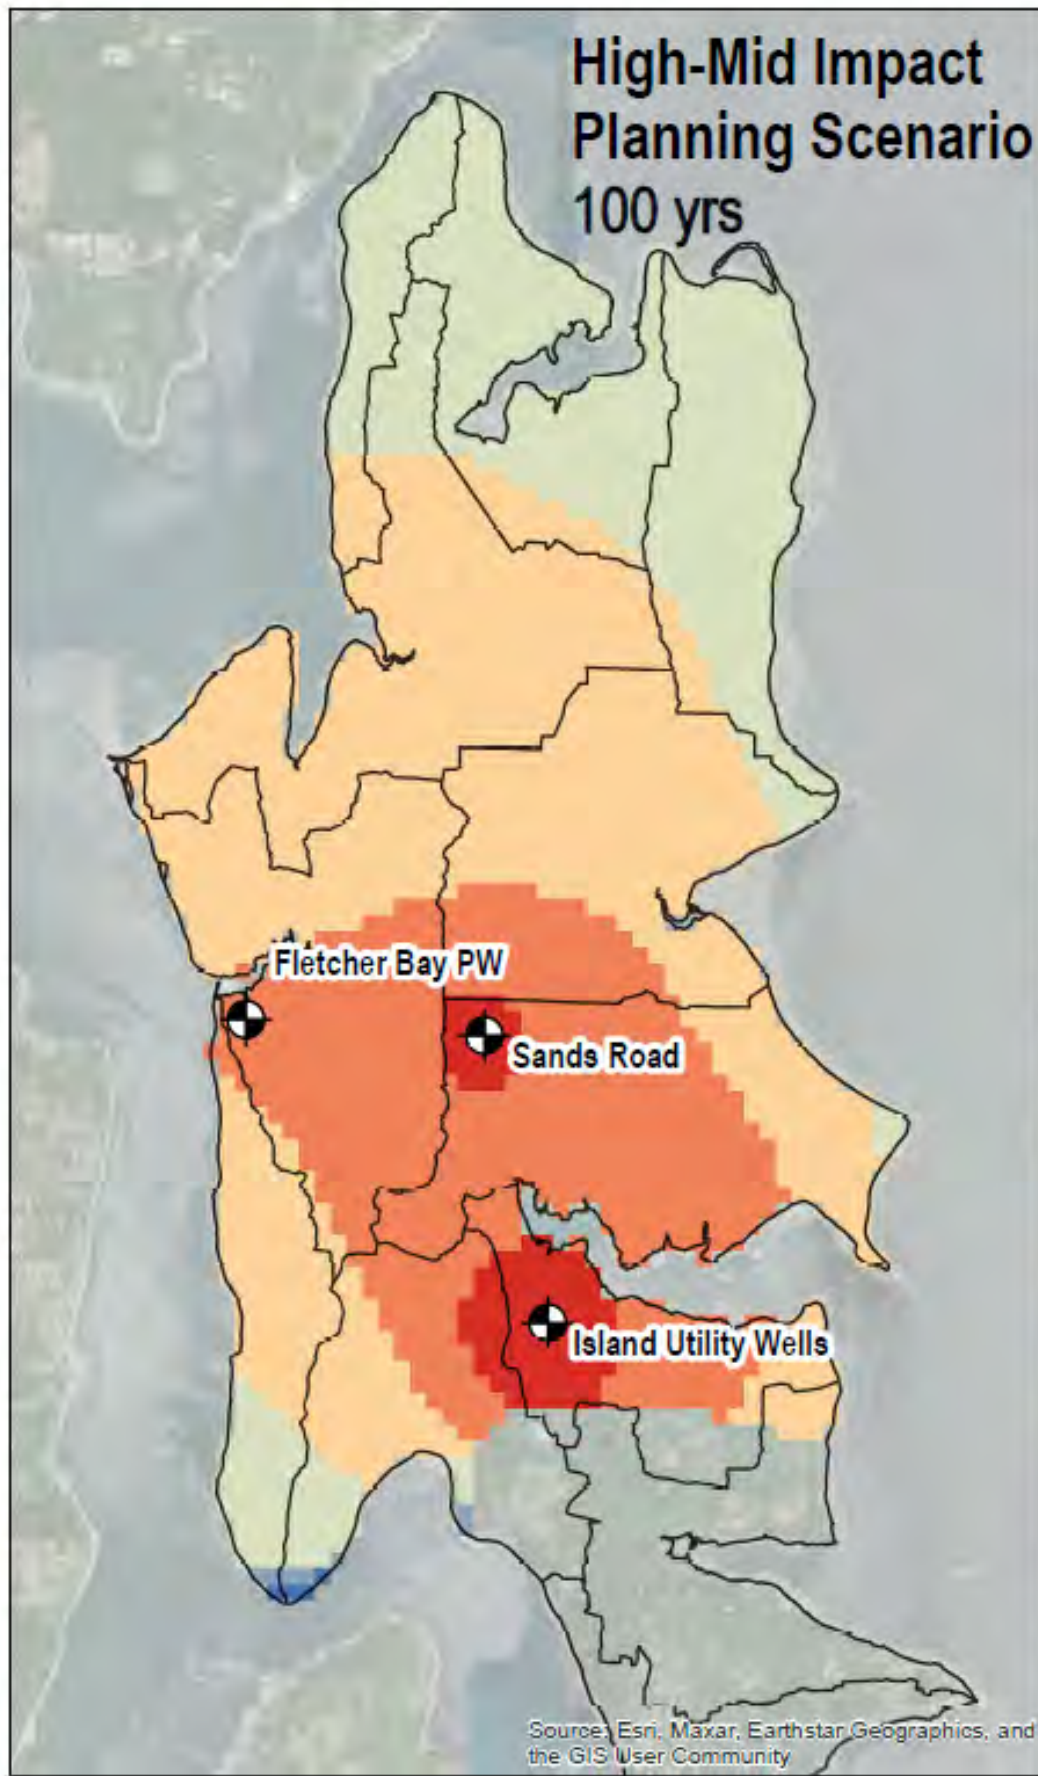 High-Mid Impact
Planning Scenario
100 yrs
Fletcher Bay PW
Sands Road
Island Utility Wells
Source: Esri, Maxar, Earthstar Geographics, and
the GIS User Community